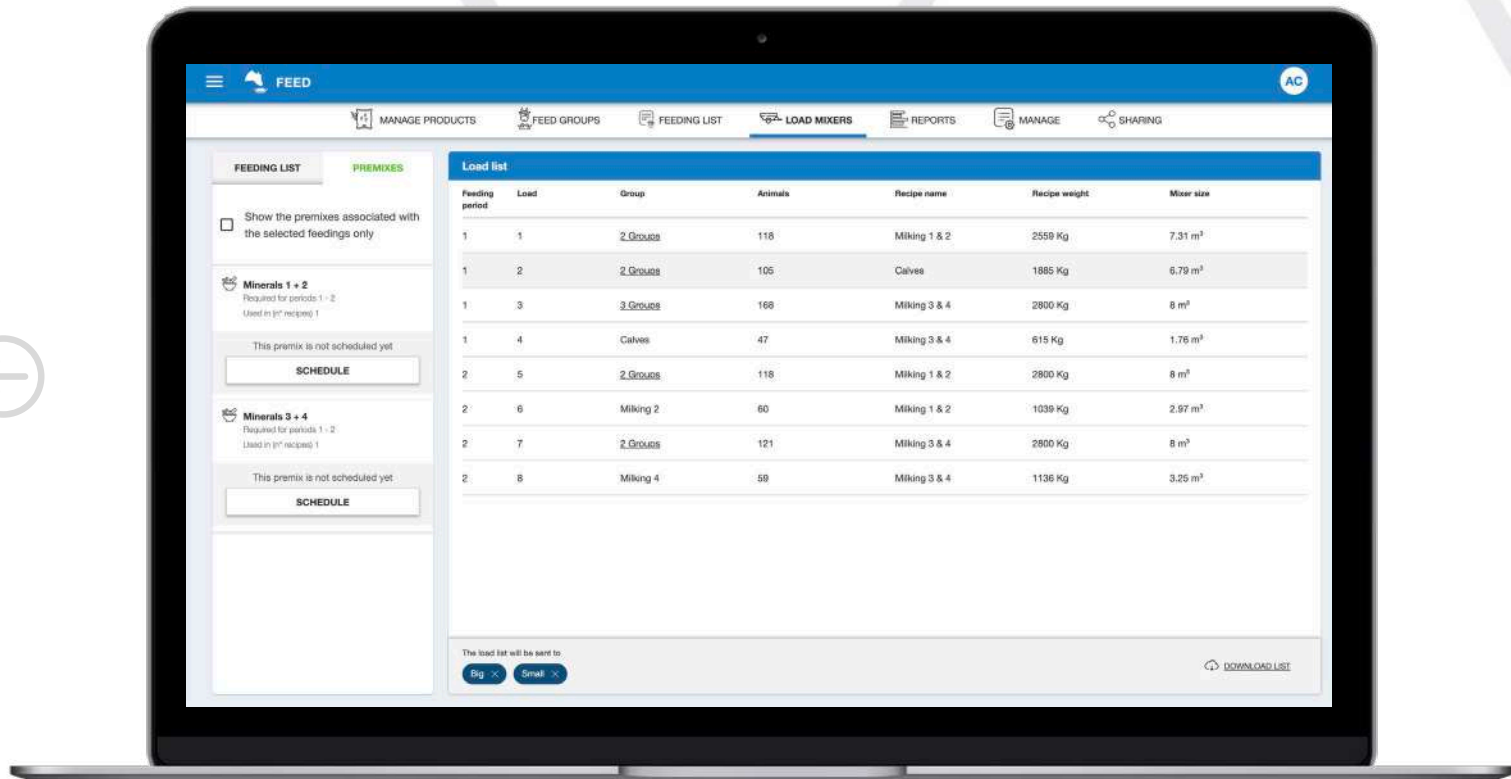 FEED
AC
MANAGE PRODUCTS
FEED GROUPS
FEEDING LIST
LOAD MIXERS
REPORTS
MANAGE
SHARING
FEEDING LIST
PREMIXES
Show the premixes associated with
the selected feedings only
Minerals 1 + 2
Required for periods 1 - 2
Used in (n° recipes) 1
This premix is not scheduled yet
SCHEDULE
Minerals 3 + 4
Required for periods 1 - 2
Used in (n° recipes) 1
This premix is not scheduled yet
SCHEDULE
Load list
Feeding period Load Group Animals Recipe name Recipe weight Mixer size
1 1 2 Groups 118 Milking 1 & 2 2559 Kg 7.31 m³
1 2 2 Groups 105 Calves 1885 Kg 6.79 m³
1 3 3 Groups 168 Milking 3 & 4 2800 Kg 8 m³
1 4 Calves 47 Milking 3 & 4 615 Kg 1.76 m³
2 5 2 Groups 118 Milking 1 & 2 2800 Kg 8 m³
2 6 Milking 2 60 Milking 1 & 2 1039 Kg 2.97 m³
2 7 2 Groups 121 Milking 3 & 4 2800 Kg 8 m³
2 8 Milking 4 59 Milking 3 & 4 1136 Kg 3.25 m³
The load list will be sent to
Big ×
Small ×
DOWNLOAD LIST